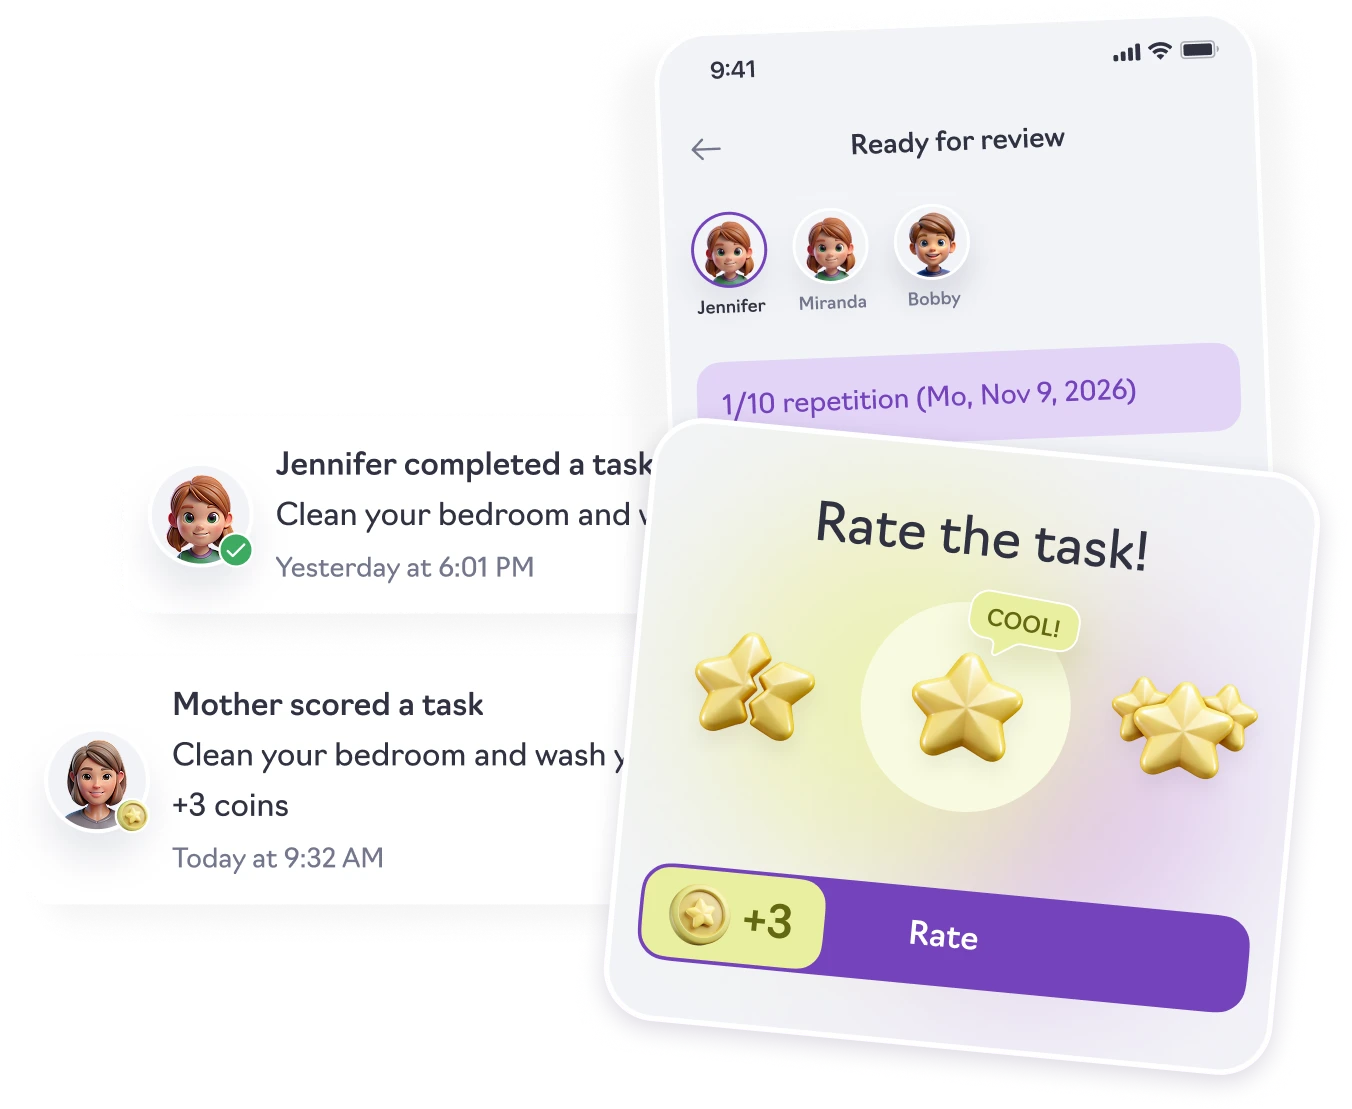 9:41
Ready for review
Jennifer
Miranda
Bobby
1/10 repetition (Mo, Nov 9, 2026)
Jennifer completed a task
Clean your bedroom and
Yesterday at 6:01 PM
Mother scored a task
Clean your bedroom and wash
+3 coins
Today at 9:32 AM
Rate the task!
COOL!
+3
Rate